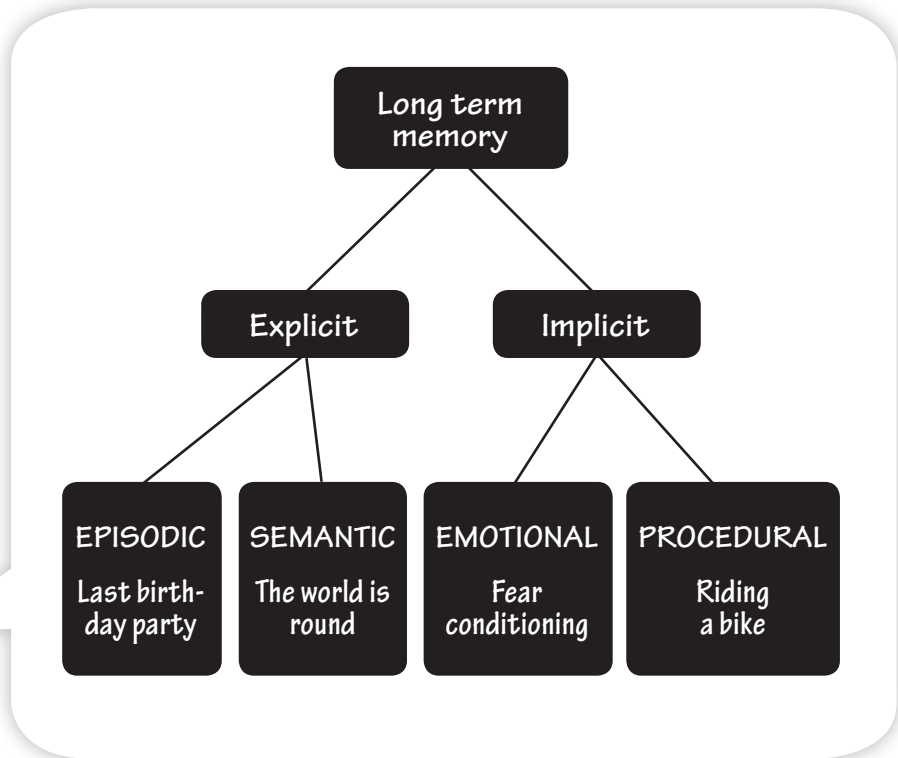 Long term
memory
Explicit
Implicit
EPISODIC
Last birth-
day party
SEMANTIC
The world is
round
EMOTIONAL
Fear
conditioning
PROCEDURAL
Riding
a bike